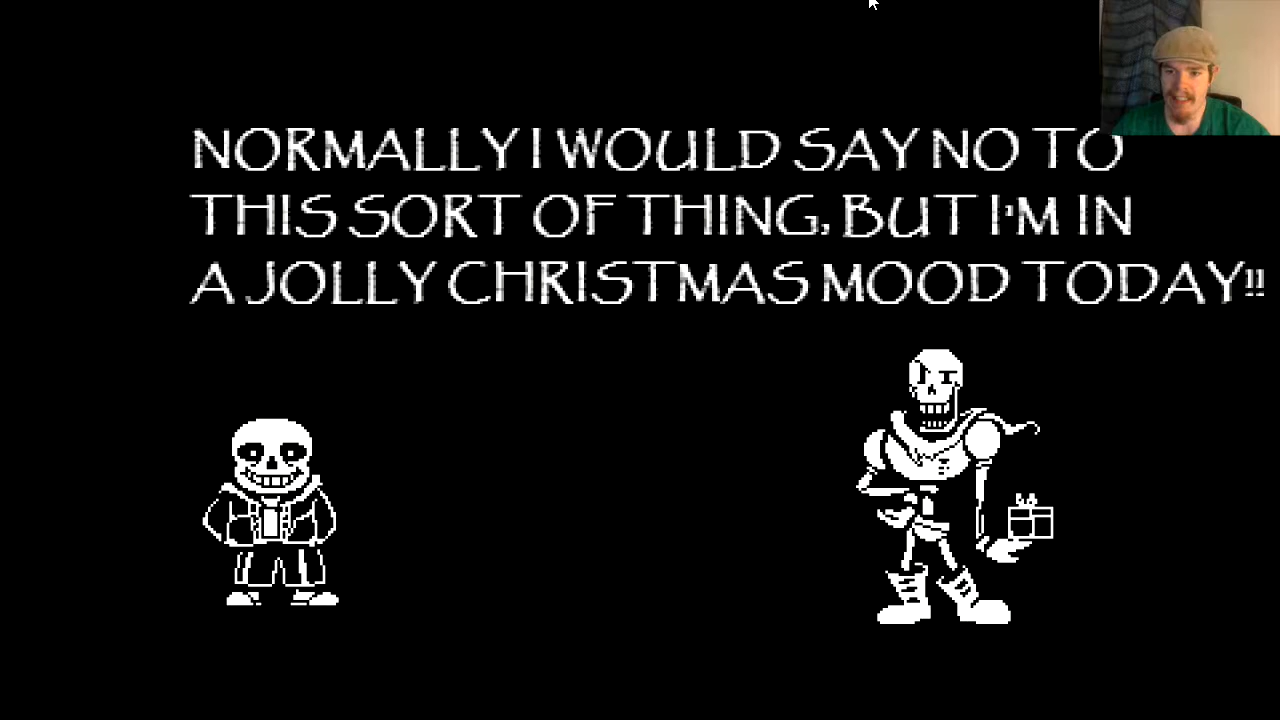 NORMALLY I WOULD SAY NO TO
THIS SORT OF THING, BUT I'M IN
A JOLLY CHRISTMAS MOOD TODAY!!